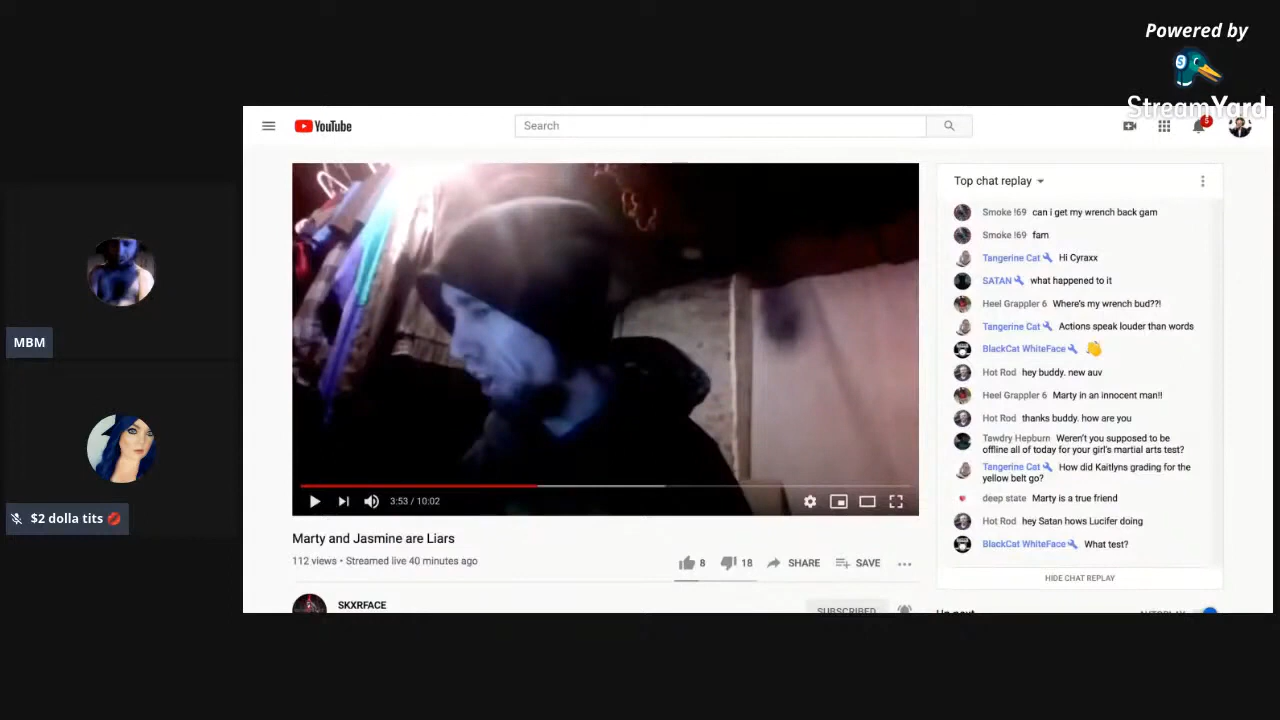 Powered by
StreamYard
YouTube
Search
5
Top chat replay
Smoke !69 can i get my wrench back gam
Smoke !69 fam
Tangerine Cat Hi Cyraxx
SATAN what happened to it
Heel Grappler 6 Where's my wrench bud??!
Tangerine Cat Actions speak louder than words
BlackCat WhiteFace
Hot Rod hey buddy. new auv
Heel Grappler 6 Marty in an innocent man!!
Hot Rod thanks buddy. how are you
Tawdry Hepburn Weren't you supposed to be
offline all of today for your girl's martial arts test?
Tangerine Cat How did Kaitlyns grading for the
yellow belt go?
deep state Marty is a true friend
Hot Rod hey Satan hows Lucifer doing
BlackCat WhiteFace What test?
HIDE CHAT REPLAY
MBM
$2 dolla tits
3:53 / 10:02
Marty and Jasmine are Liars
112 views • Streamed live 40 minutes ago
8
18
SHARE
SAVE
SKXRFACE
SUBSCRIBED
Up next
AUTOPLAY